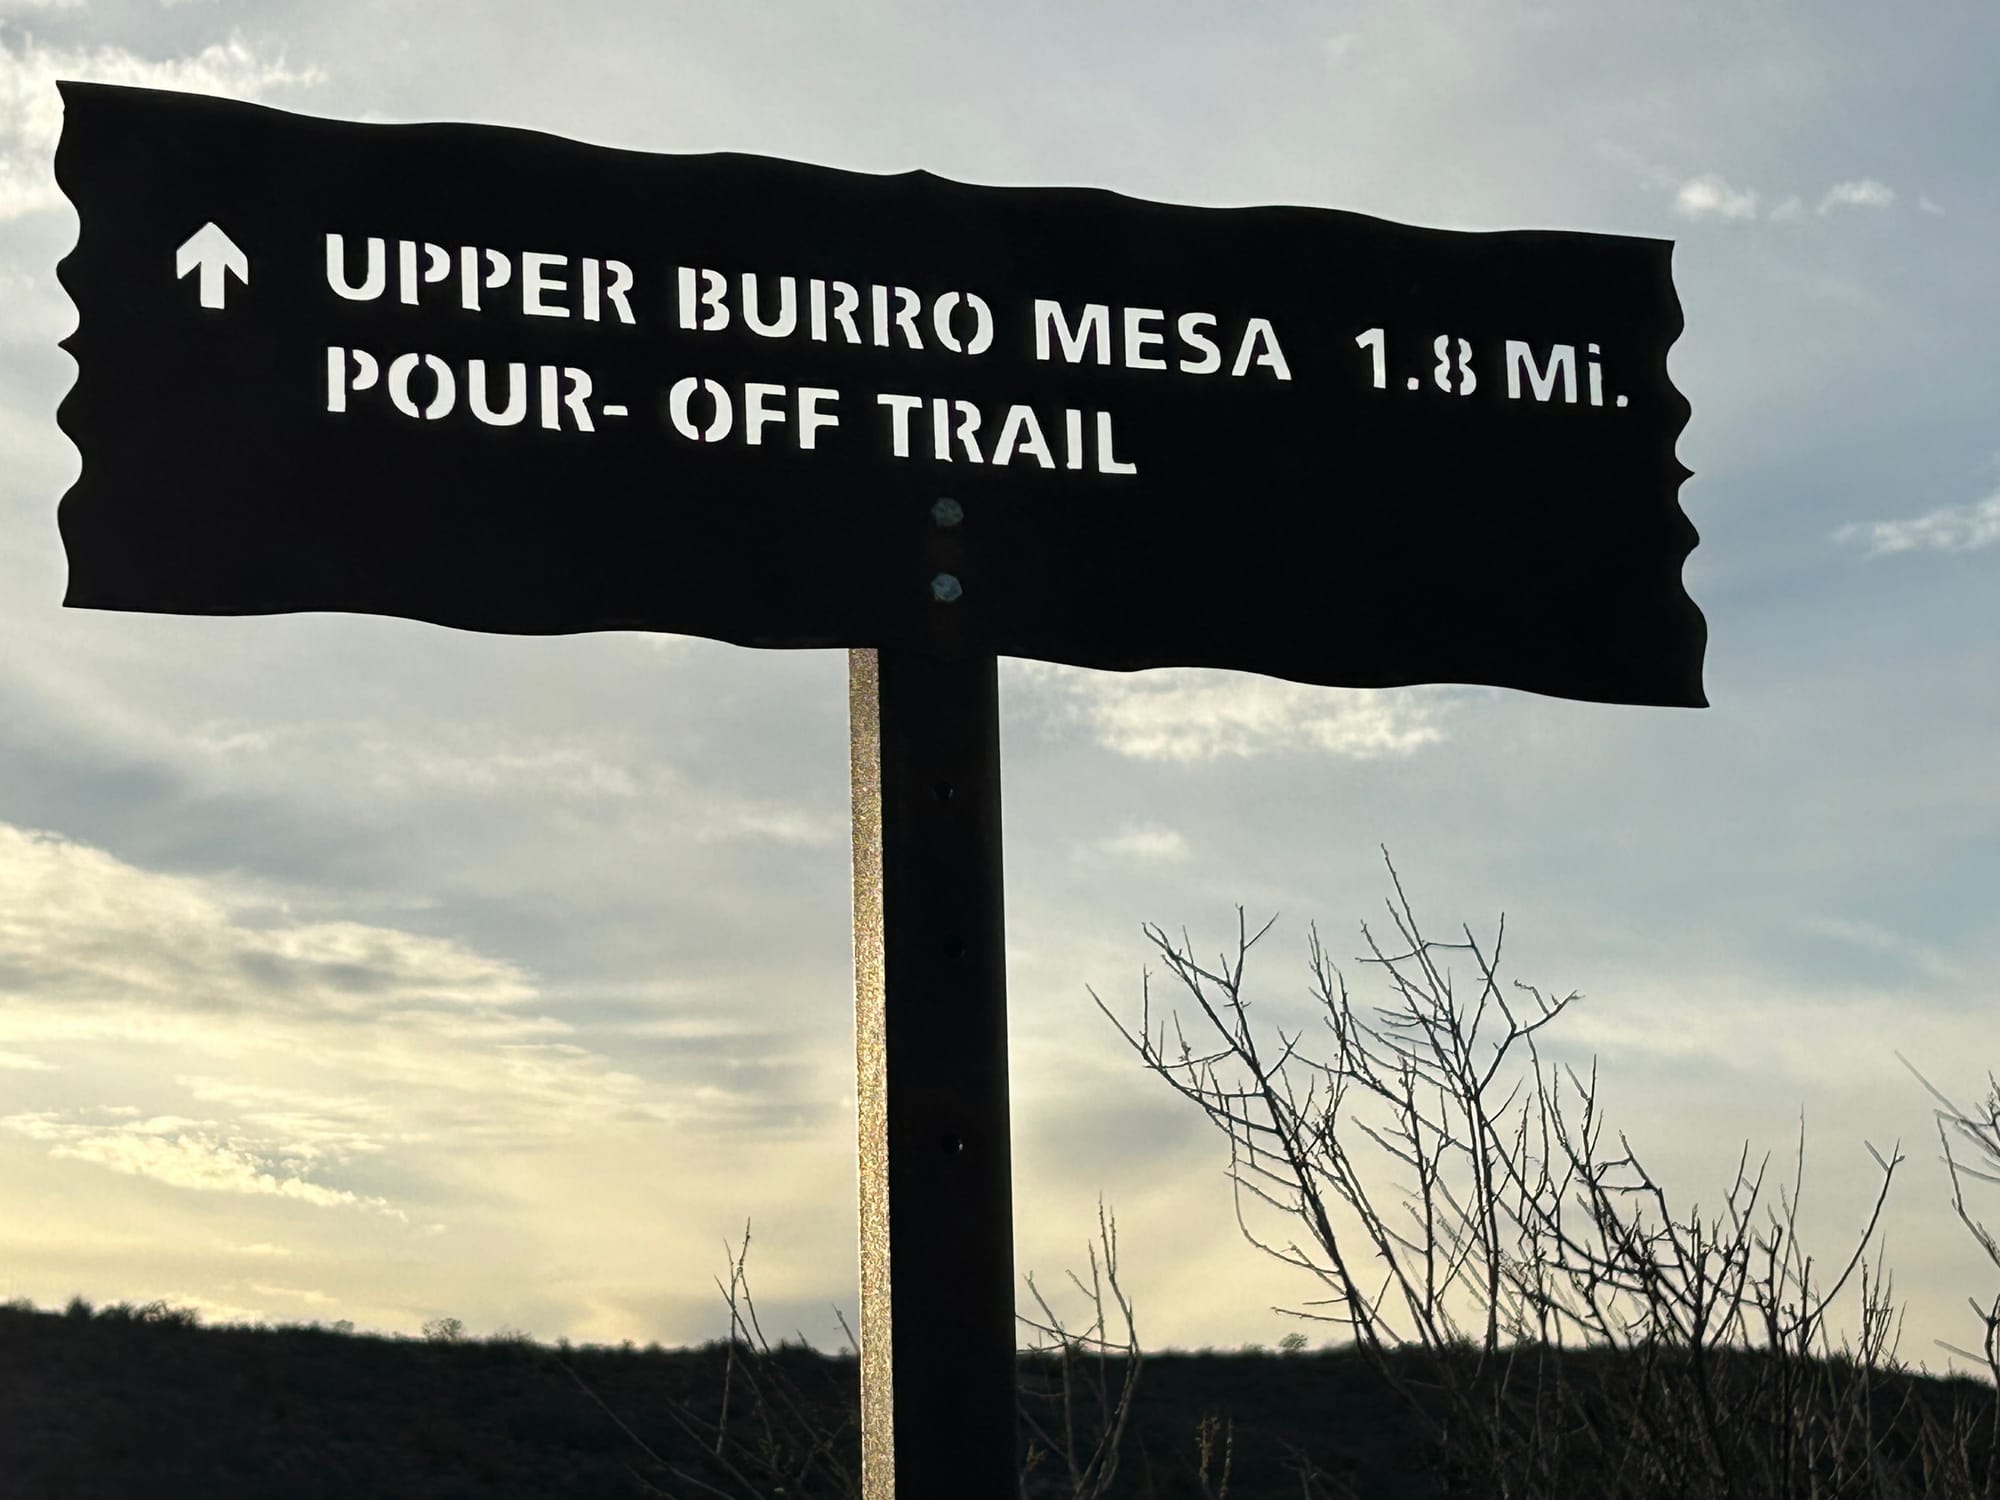 ↑ UPPER BURRO MESA 1.8 Mi.
POUR- OFF TRAIL